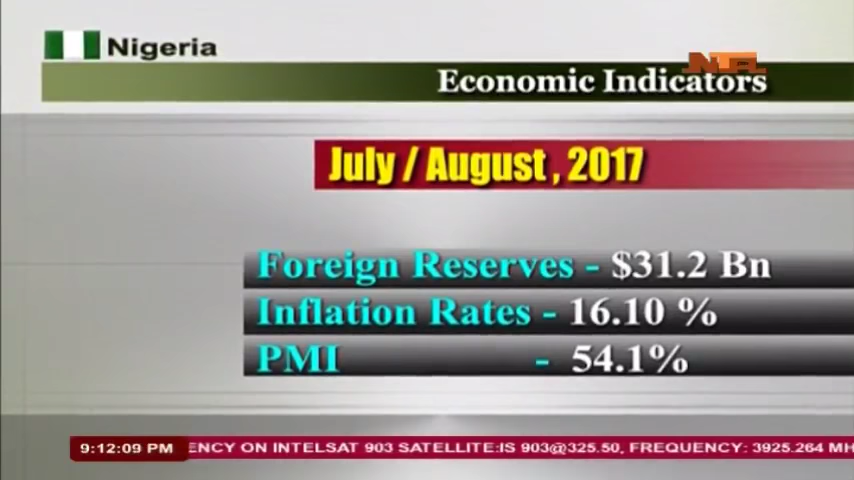 Nigeria
NTA
Economic Indicators
July / August , 2017
Foreign Reserves - $31.2 Bn
Inflation Rates - 16.10 %
PMI - 54.1%
9:12:09 PM ENCY ON INTELSAT 903 SATELLITE:IS 903@325.50, FREQUENCY: 3925.264 MH